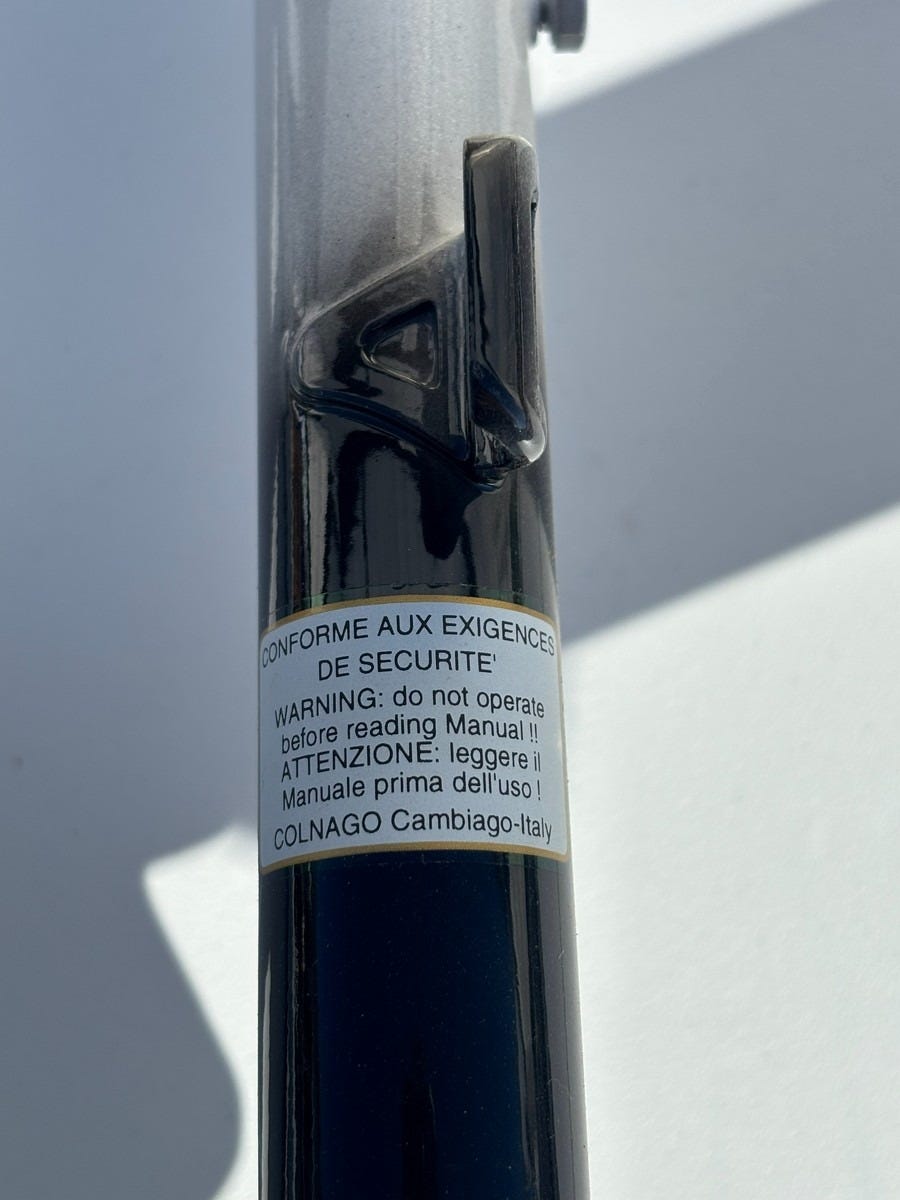 CONFORME AUX EXIGENCES
DE SECURITE'
WARNING: do not operate
before reading Manual !!
ATTENZIONE: leggere il
Manuale prima dell'uso !
COLNAGO Cambiago-Italy